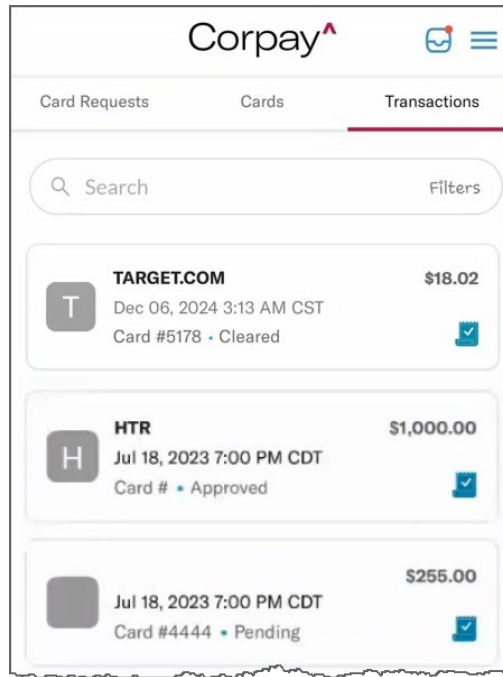 Corpay^
Card Requests Cards Transactions
Search Filters
T TARGET.COM $18.02
Dec 06, 2024 3:13 AM CST
Card #5178 • Cleared
H HTR $1,000.00
Jul 18, 2023 7:00 PM CDT
Card # • Approved
$255.00
Jul 18, 2023 7:00 PM CDT
Card #4444 • Pending